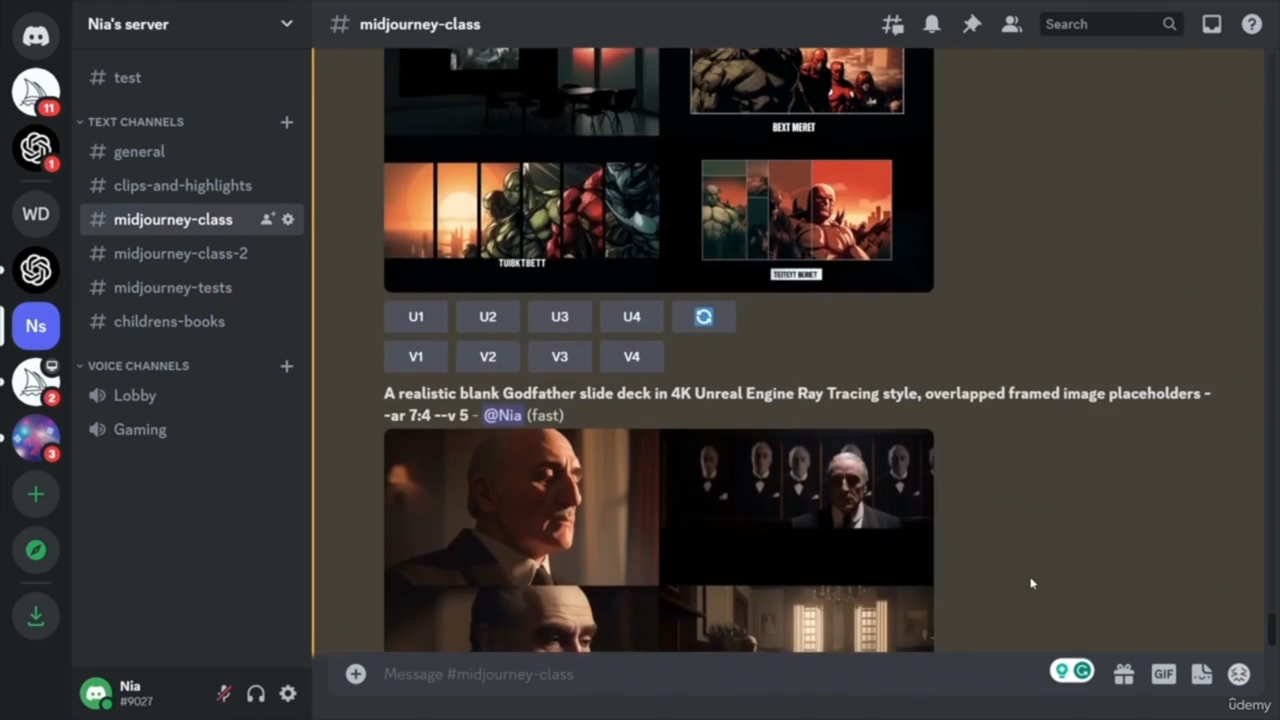 Nia's server
midjourney-class
Search
test
11
TEXT CHANNELS
1
general
clips-and-highlights
WD
midjourney-class
midjourney-class-2
midjourney-tests
Ns
childrens-books
VOICE CHANNELS
2
Lobby
Gaming
3
BEXT MERET
TUIBKTBETT
TEITEYT BERIET
U1 U2 U3 U4
V1 V2 V3 V4
A realistic blank Godfather slide deck in 4K Unreal Engine Ray Tracing style, overlapped framed image placeholders -
-ar 7:4 --v 5 - @Nia (fast)
Message #midjourney-class
GIF
Nia
#9027
ûdemy